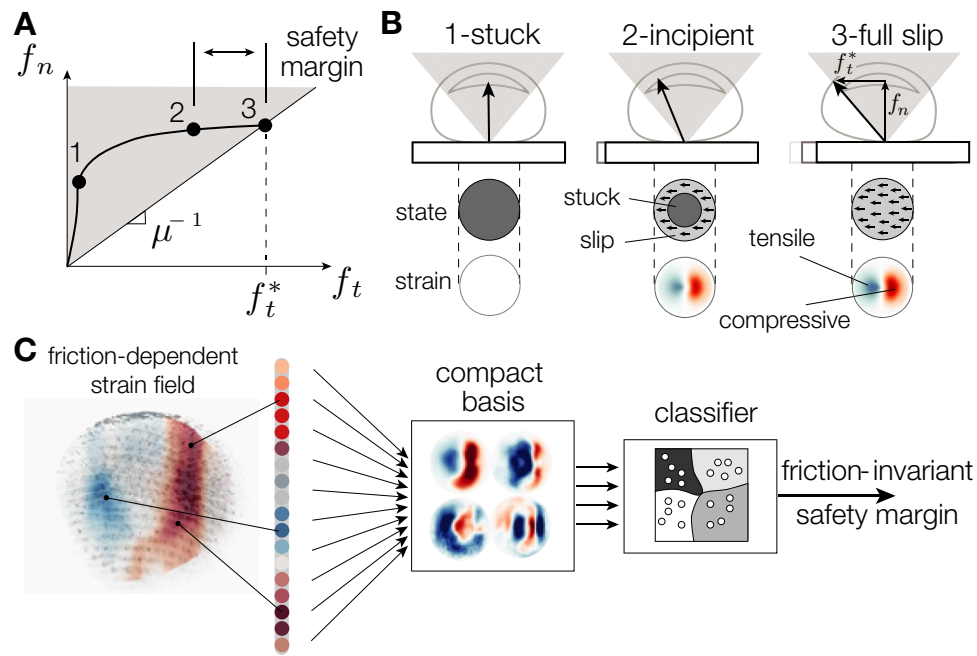 A
f_n
safety
margin
1
2
3
μ⁻¹
f_t^*
f_t
B
1-stuck
2-incipient
3-full slip
f_t^*
f_n
state
stuck
slip
strain
tensile
compressive
C
friction-dependent
strain field
compact
basis
classifier
friction-invariant
safety margin